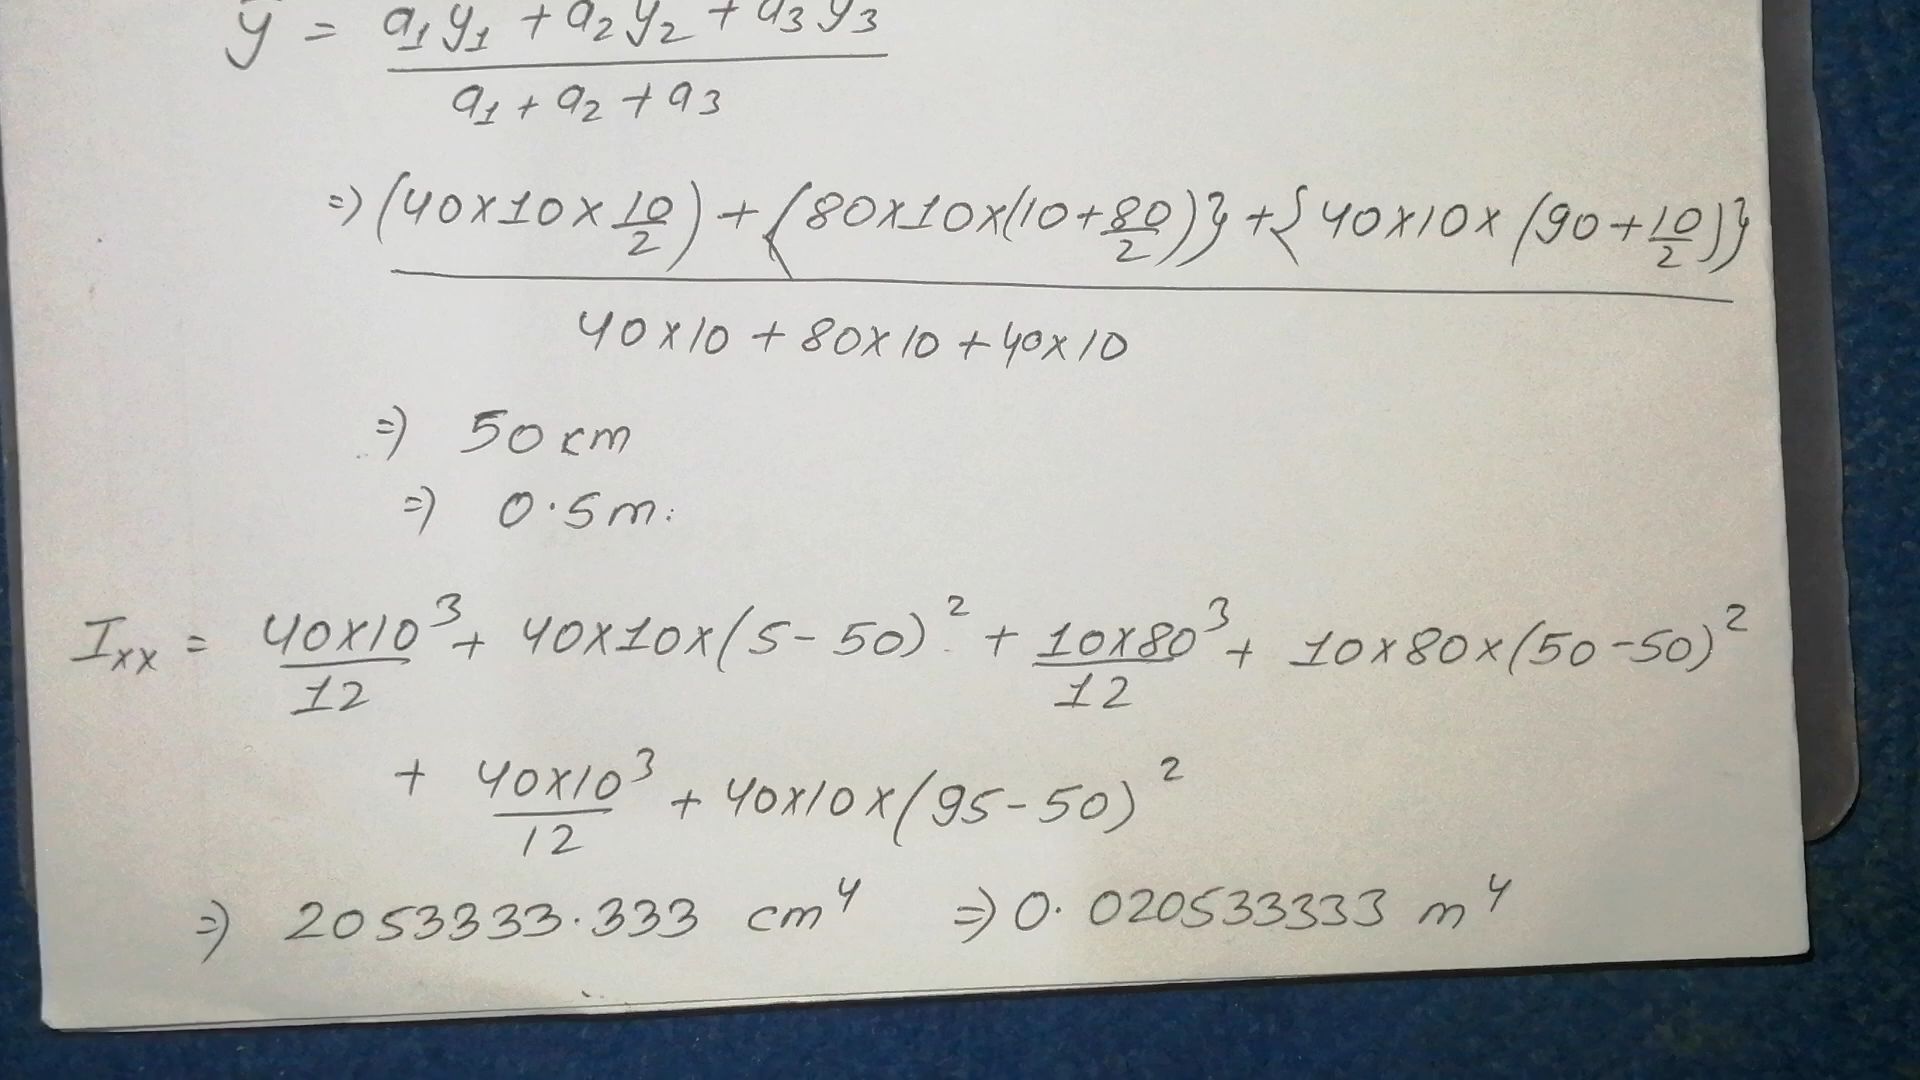 ȳ = a₁y₁ + a₂y₂ + a₃y₃ / a₁ + a₂ + a₃
⇒ (40×10×10/2) + {80×10×(10+80/2)} + {40×10×(90+10/2)} / 40×10 + 80×10 + 40×10
⇒ 50 cm
⇒ 0.5m.
Ixx = 40×10³/12 + 40×10×(5-50)² + 10×80³/12 + 10×80×(50-50)²
+ 40×10³/12 + 40×10×(95-50)²
⇒ 2053333.333 cm⁴ ⇒ 0.020533333 m⁴